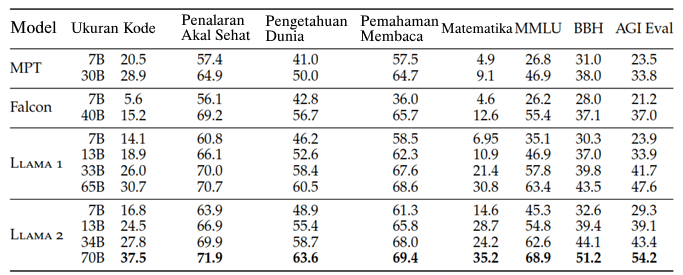 Model Ukuran Kode Penalaran Akal Sehat Pengetahuan Dunia Pemahaman Membaca Matematika MMLU BBH AGI Eval
MPT 7B 20.5 57.4 41.0 57.5 4.9 26.8 31.0 23.5
30B 28.9 64.9 50.0 64.7 9.1 46.9 38.0 33.8
Falcon 7B 5.6 56.1 42.8 36.0 4.6 26.2 28.0 21.2
40B 15.2 69.2 56.7 65.7 12.6 55.4 37.1 37.0
LLAMA 1 7B 14.1 60.8 46.2 58.5 6.95 35.1 30.3 23.9
13B 18.9 66.1 52.6 62.3 10.9 46.9 37.0 33.9
33B 26.0 70.0 58.4 67.6 21.4 57.8 39.8 41.7
65B 30.7 70.7 60.5 68.6 30.8 63.4 43.5 47.6
LLAMA 2 7B 16.8 63.9 48.9 61.3 14.6 45.3 32.6 29.3
13B 24.5 66.9 55.4 65.8 28.7 54.8 39.4 39.1
34B 27.8 69.9 58.7 68.0 24.2 62.6 44.1 43.4
70B 37.5 71.9 63.6 69.4 35.2 68.9 51.2 54.2